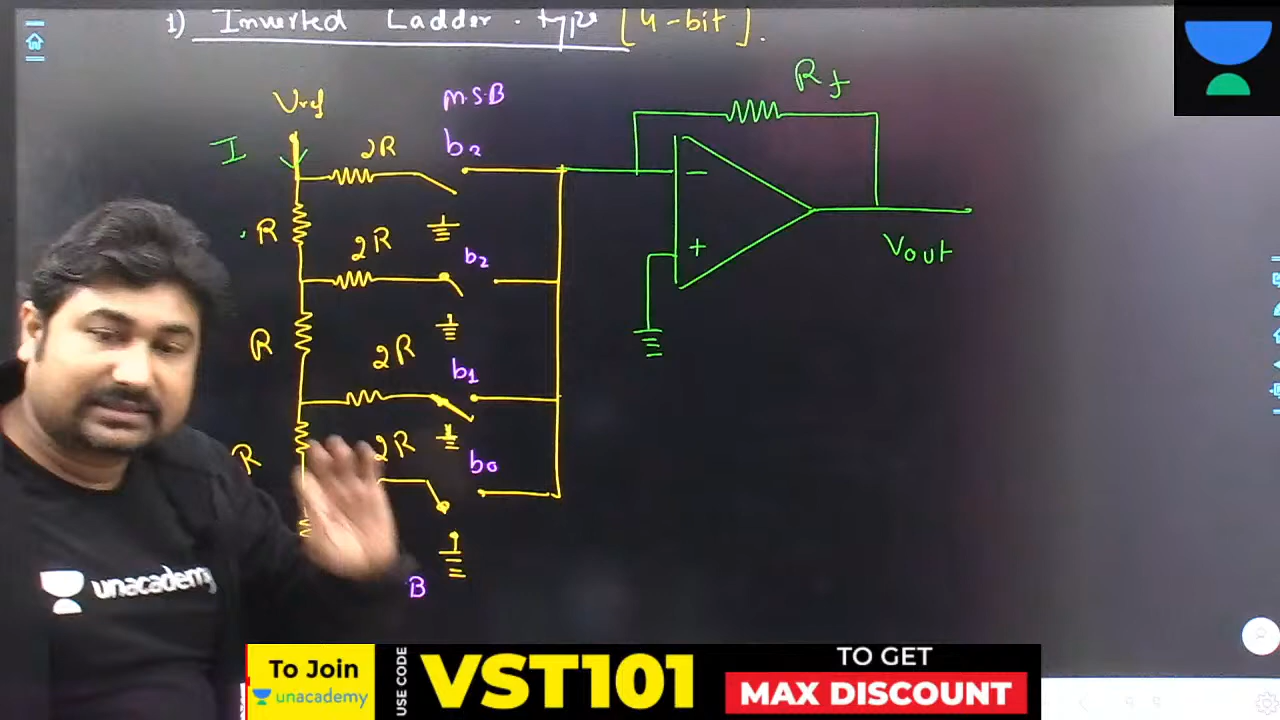 1) Inverted Ladder. type [4-bit].
Vref
M.S.B
Rf
I
2R
b2
R
2R
b2
Vout
-
+
R
2R
b1
2R
b0
R
B
unacademy
To Join
unacademy
USE CODE
VST101
TO GET
MAX DISCOUNT